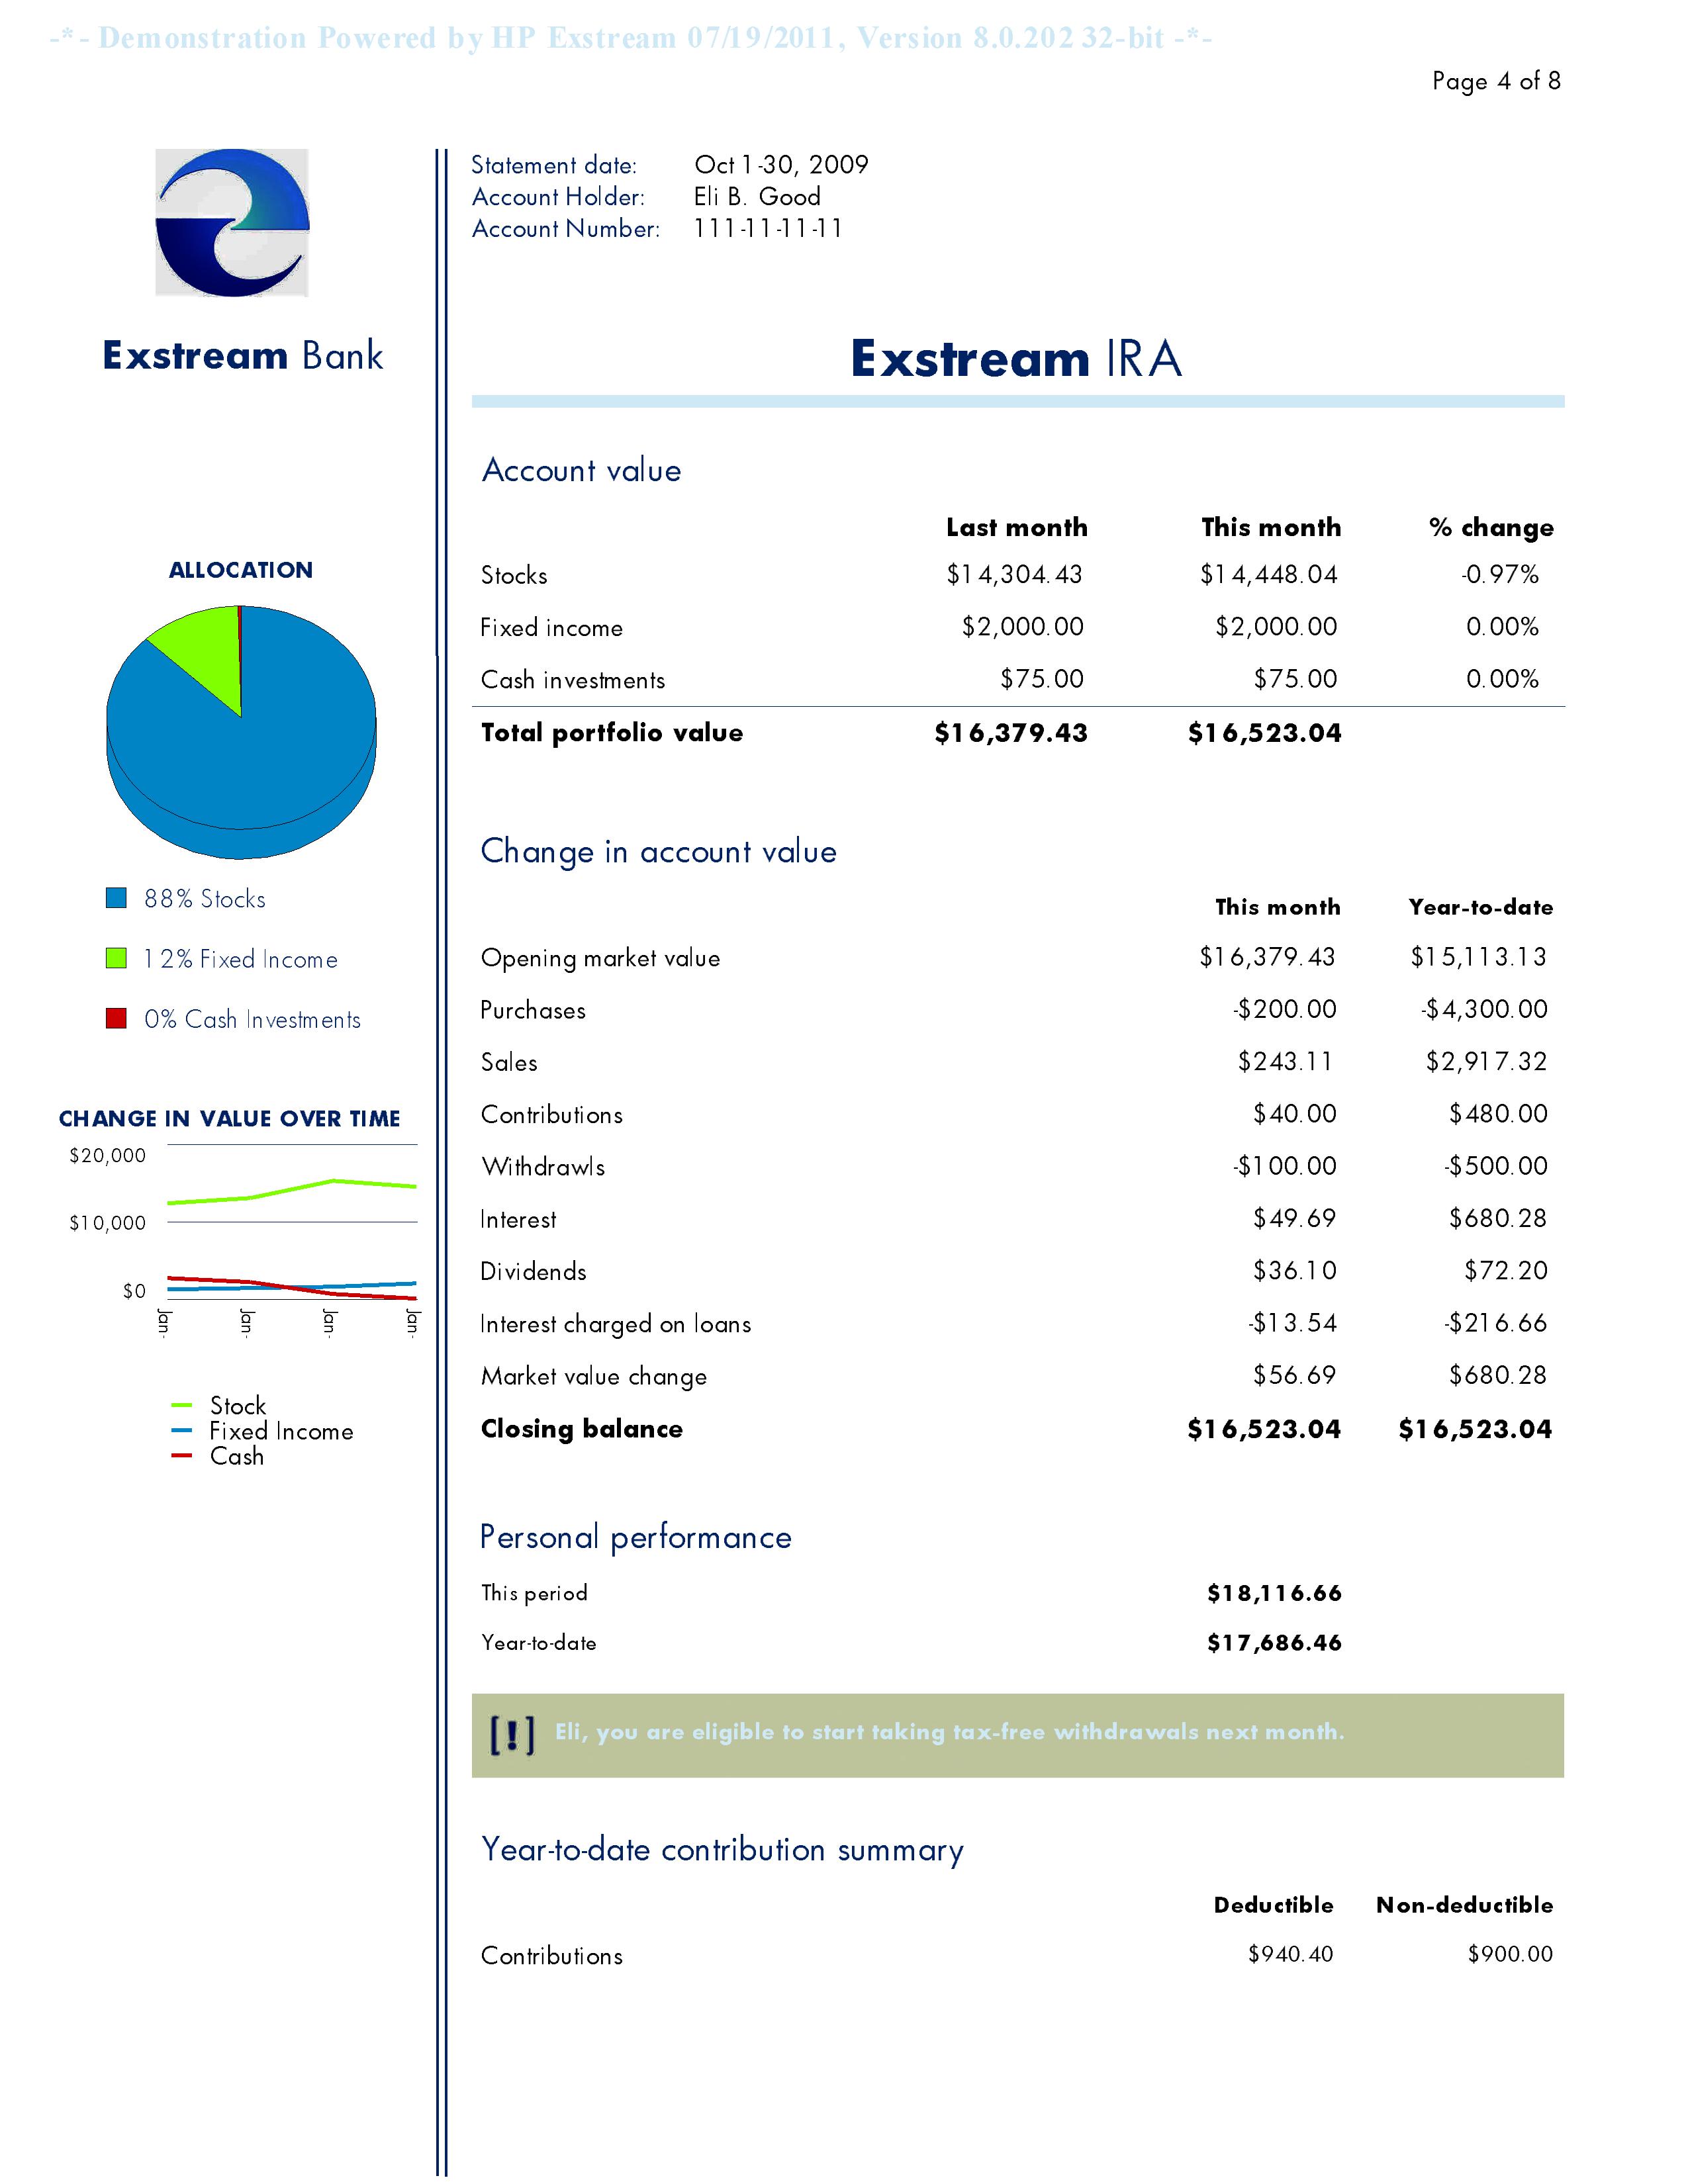 -*- Demonstration Powered by HP Exstream 07/19/2011, Version 8.0.202 32-bit -*-
Page 4 of 8
Statement date: Oct 1-30, 2009
Account Holder: Eli B. Good
Account Number: 111-11-11-11
Exstream Bank
Exstream IRA
ALLOCATION
88% Stocks
12% Fixed Income
0% Cash Investments
CHANGE IN VALUE OVER TIME
$20,000
$10,000
$0
Jan- Jan- Jan- Jan-
Stock
Fixed Income
Cash
Account value
Last month This month % change
Stocks $14,304.43 $14,448.04 -0.97%
Fixed income $2,000.00 $2,000.00 0.00%
Cash investments $75.00 $75.00 0.00%
Total portfolio value $16,379.43 $16,523.04
Change in account value
This month Year-to-date
Opening market value $16,379.43 $15,113.13
Purchases -$200.00 -$4,300.00
Sales $243.11 $2,917.32
Contributions $40.00 $480.00
Withdrawls -$100.00 -$500.00
Interest $49.69 $680.28
Dividends $36.10 $72.20
Interest charged on loans -$13.54 -$216.66
Market value change $56.69 $680.28
Closing balance $16,523.04 $16,523.04
Personal performance
This period $18,116.66
Year-to-date $17,686.46
[!] Eli, you are eligible to start taking tax-free withdrawals next month.
Year-to-date contribution summary
Deductible Non-deductible
Contributions $940.40 $900.00